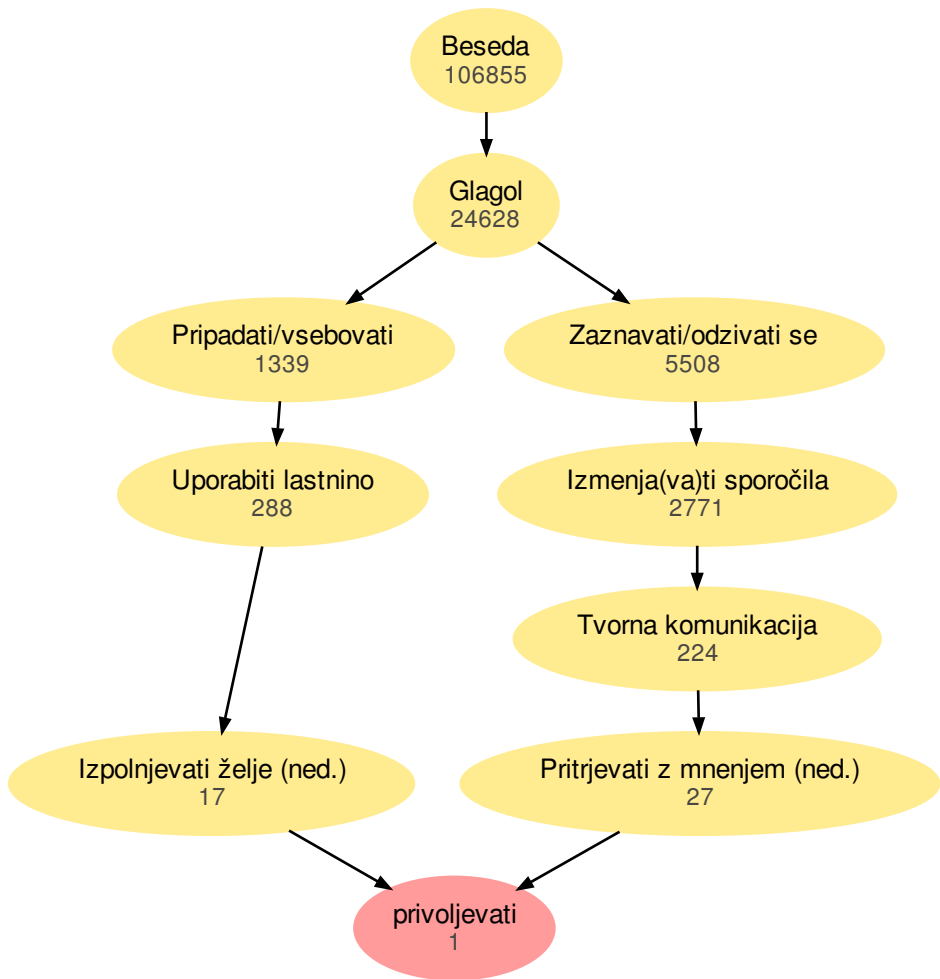 Beseda
106855
Glagol
24628
Pripadati/vsebovati
1339
Zaznavati/odzivati se
5508
Uporabiti lastnino
288
Izmenja(va)ti sporočila
2771
Tvorna komunikacija
224
Izpolnjevati želje (ned.)
17
Pritrjevati z mnenjem (ned.)
27
privoljevati
1